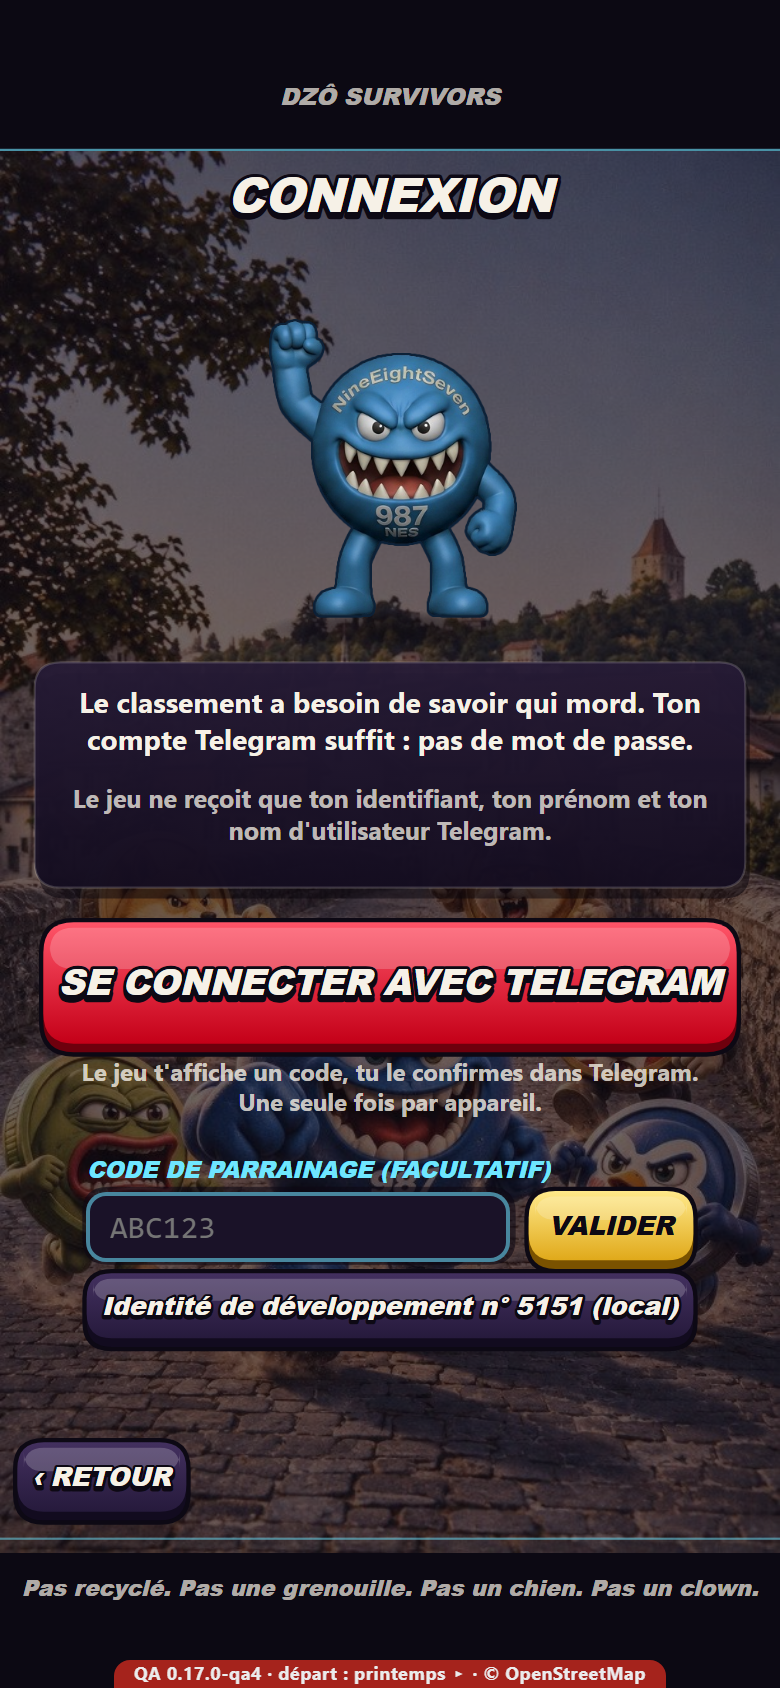 DZÔ SURVIVORS
CONNEXION
NineEightSeven
987
NES
Le classement a besoin de savoir qui mord. Ton
compte Telegram suffit : pas de mot de passe.
Le jeu ne reçoit que ton identifiant, ton prénom et ton
nom d'utilisateur Telegram.
SE CONNECTER AVEC TELEGRAM
Le jeu t'affiche un code, tu le confirmes dans Telegram.
Une seule fois par appareil.
CODE DE PARRAINAGE (FACULTATIF)
ABC123
VALIDER
Identité de développement n° 5151 (local)
‹ RETOUR
Pas recyclé. Pas une grenouille. Pas un chien. Pas un clown.
QA 0.17.0-qa4 · départ : printemps ‣ · © OpenStreetMap